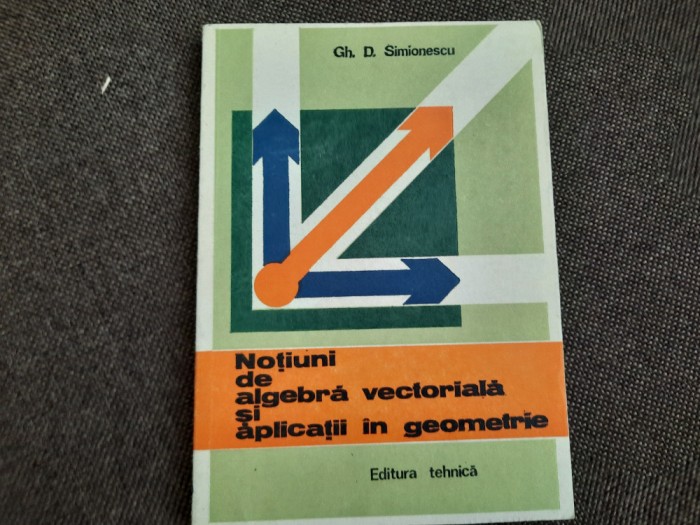 Gh. D. Simionescu
Noțiuni
de
algebră vectorială
și
aplicații în geometrie
Editura tehnică